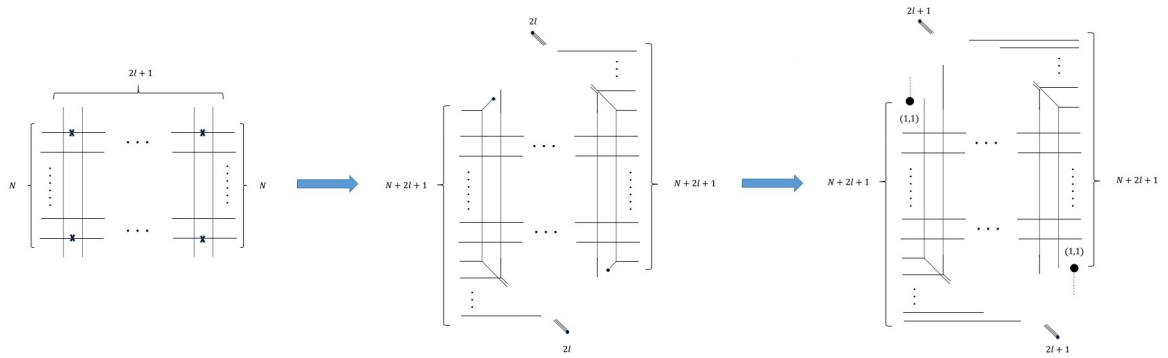 2l + 1
N
N
2l
N + 2l + 1
N + 2l + 1
2l
2l + 1
(1,1)
N + 2l + 1
N + 2l + 1
(1,1)
2l + 1